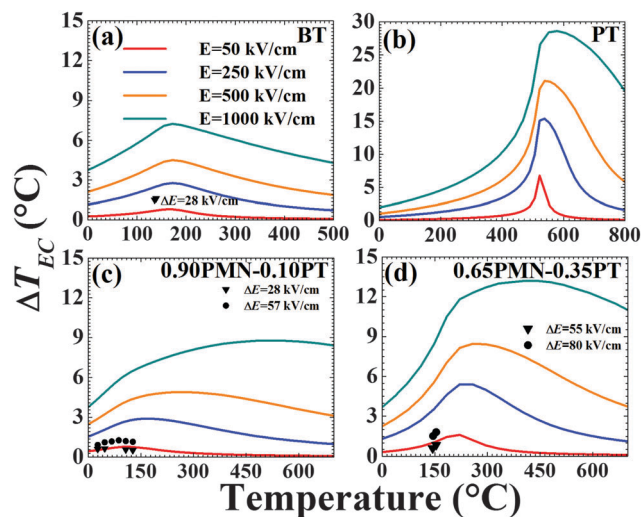 (a) BT
E=50 kV/cm
E=250 kV/cm
E=500 kV/cm
E=1000 kV/cm
ΔE=28 kV/cm
15
12
9
6
3
0
0 100 200 300 400 500
(b) PT
30
25
20
15
10
5
0
0 200 400 600 800
ΔT_EC (°C)
(c) 0.90PMN-0.10PT
ΔE=28 kV/cm
ΔE=57 kV/cm
15
12
9
6
3
0
0 150 300 450 600
(d) 0.65PMN-0.35PT
ΔE=55 kV/cm
ΔE=80 kV/cm
15
12
9
6
3
0
0 150 300 450 600
Temperature (°C)